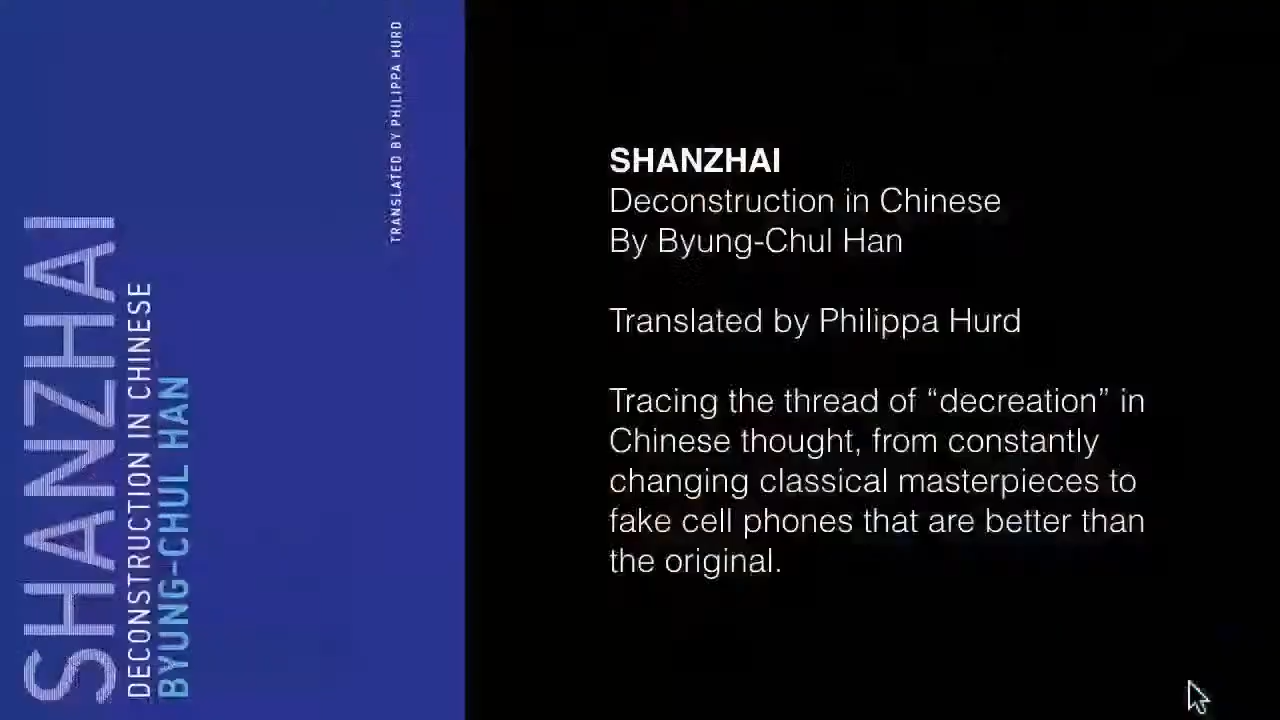 SHANZHAI
DECONSTRUCTION IN CHINESE
BYUNG-CHUL HAN
TRANSLATED BY PHILIPPA HURD
SHANZHAI
Deconstruction in Chinese
By Byung-Chul Han
Translated by Philippa Hurd
Tracing the thread of “decreation” in
Chinese thought, from constantly
changing classical masterpieces to
fake cell phones that are better than
the original.